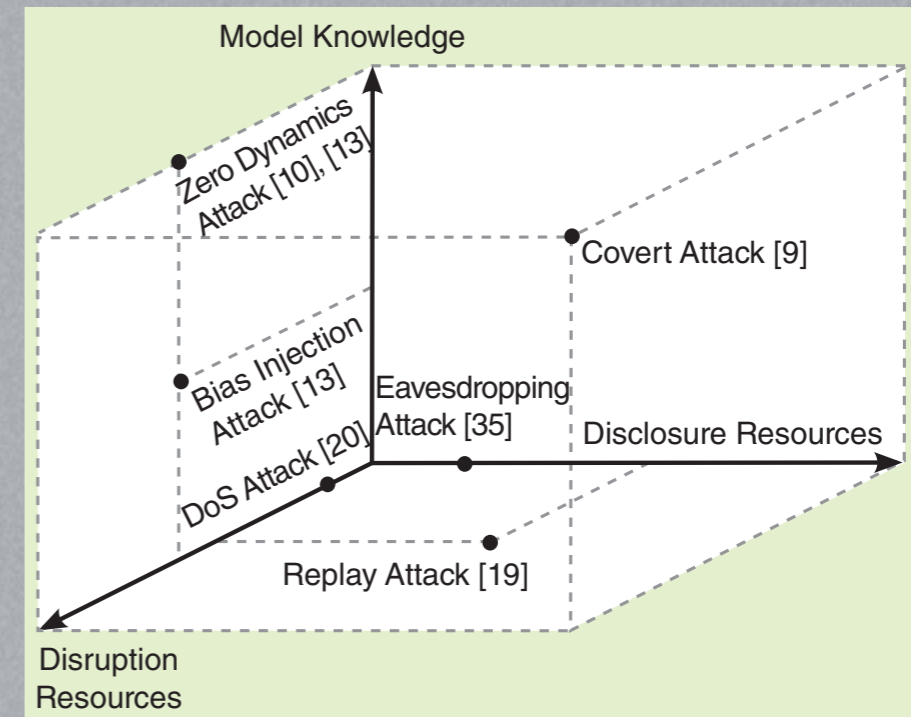 Model Knowledge
Zero Dynamics
Attack [10], [13]
Covert Attack [9]
Bias Injection
Attack [13]
Eavesdropping
Attack [35]
Disclosure Resources
DoS Attack [20]
Replay Attack [19]
Disruption
Resources